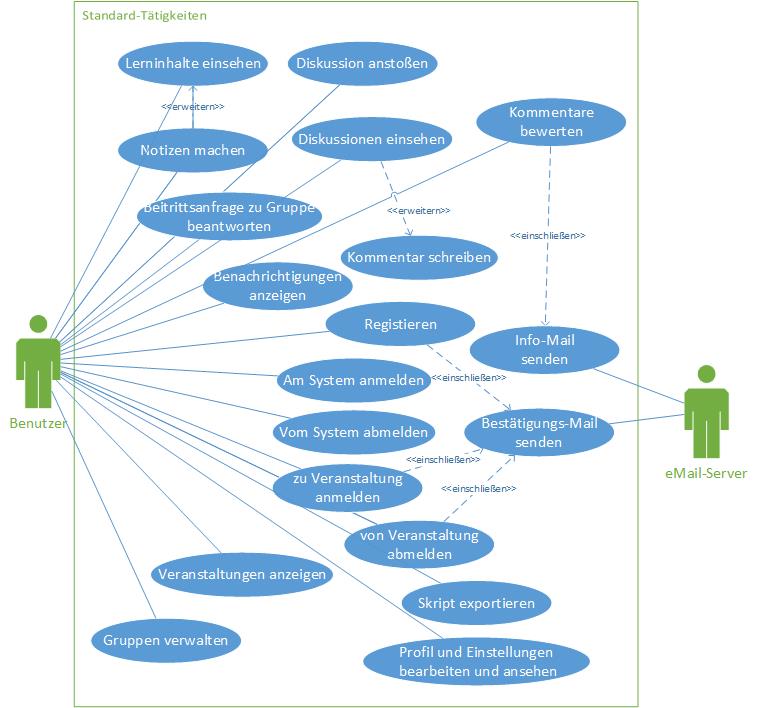 Standard-Tätigkeiten
Lerninhalte einsehen
Diskussion anstoßen
<<erweitern>>
Kommentare
bewerten
Diskussionen einsehen
Notizen machen
Beitrittsanfrage zu Gruppe
beantworten
<<erweitern>>
<<einschließen>>
Kommentar schreiben
Benachrichtigungen
anzeigen
Registieren
Info-Mail
senden
Am System anmelden
<<einschließen>>
Benutzer
Vom System abmelden
Bestätigungs-Mail
senden
<<einschließen>>
eMail-Server
zu Veranstaltung
anmelden
<<einschließen>>
von Veranstaltung
abmelden
Veranstaltungen anzeigen
Skript exportieren
Gruppen verwalten
Profil und Einstellungen
bearbeiten und ansehen